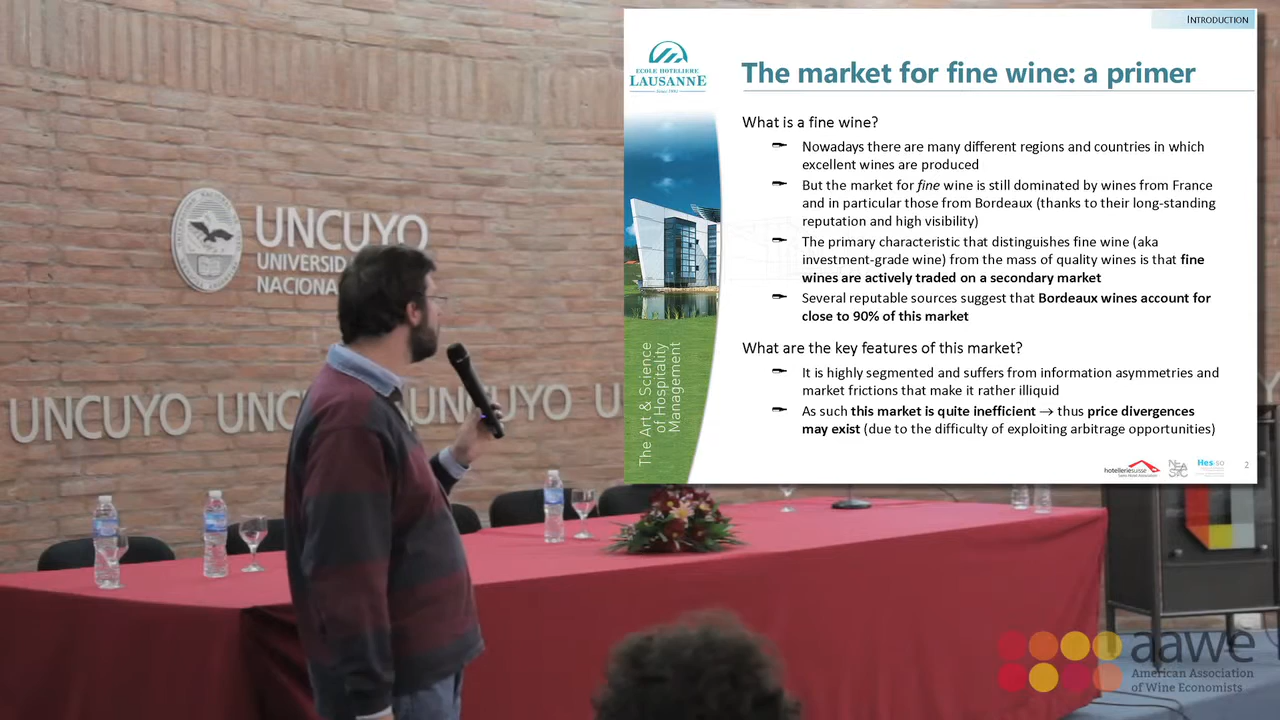 INTRODUCTION
ECOLE HOTELIERE
LAUSANNE
The market for fine wine: a primer
What is a fine wine?
Nowadays there are many different regions and countries in which
excellent wines are produced
But the market for fine wine is still dominated by wines from France
and in particular those from Bordeaux (thanks to their long-standing
reputation and high visibility)
The primary characteristic that distinguishes fine wine (aka
investment-grade wine) from the mass of quality wines is that fine
wines are actively traded on a secondary market
Several reputable sources suggest that Bordeaux wines account for
close to 90% of this market
What are the key features of this market?
It is highly segmented and suffers from information asymmetries and
market frictions that make it rather illiquid
As such this market is quite inefficient → thus price divergences
may exist (due to the difficulty of exploiting arbitrage opportunities)
The Art & Science
of Hospitality
Management
hotelleriesuisse
Hes·so
2
UNCUYO
UNIVERSID
NACIONA
UNCUYO UNC UYO UNCUYO U
aawe
American Association
of Wine Economists